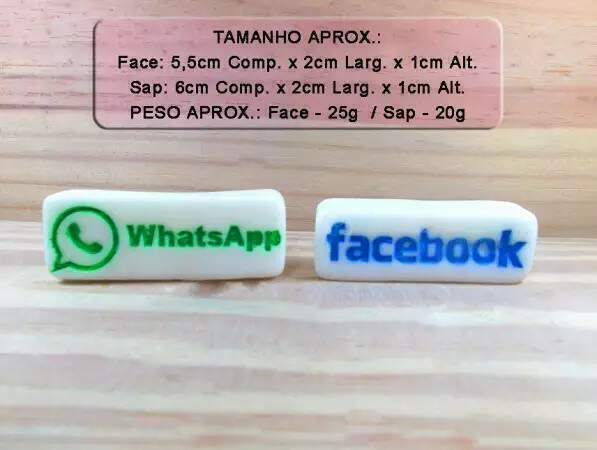 TAMANHO APROX.:
Face: 5,5cm Comp. x 2cm Larg. x 1cm Alt.
Sap: 6cm Comp. x 2cm Larg. x 1cm Alt.
PESO APROX.: Face - 25g / Sap - 20g
WhatsApp
facebook